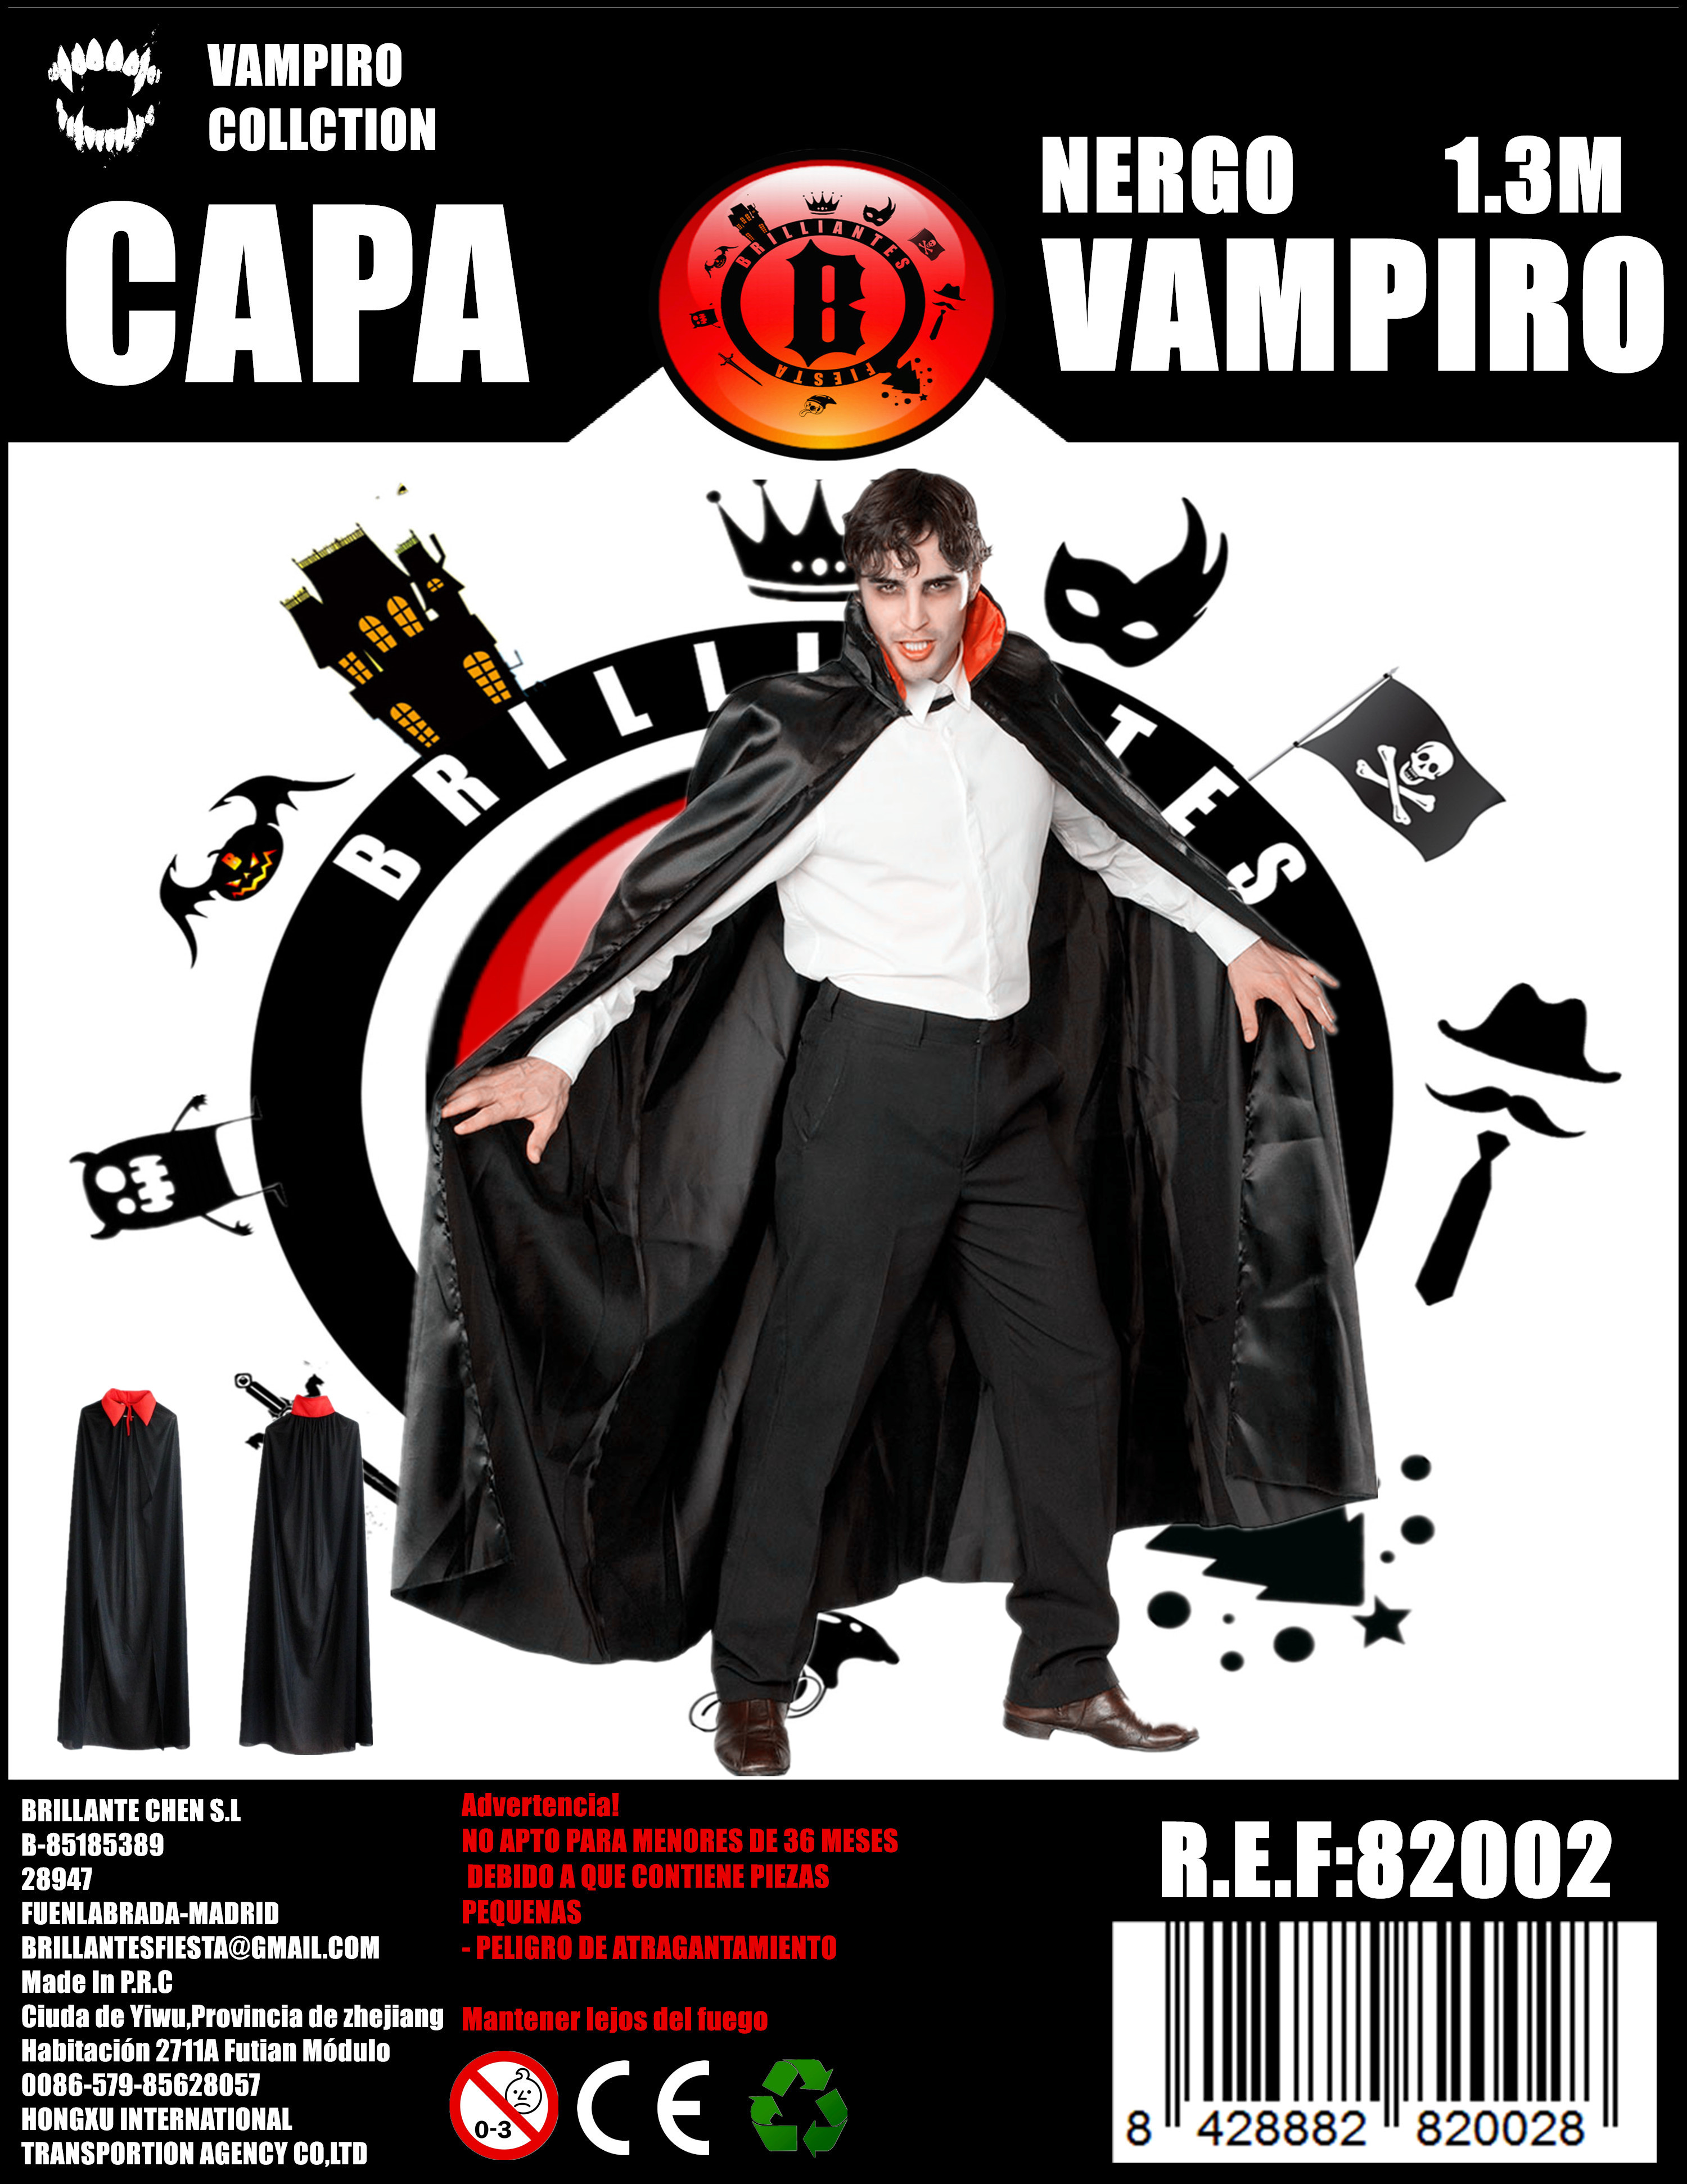 VAMPIRO
COLLCTION
CAPA
BRILLIANTES
B
FIESTA
NERGO 1.3M
VAMPIRO
BRILLI TES
BRILLANTE CHEN S.L
B-85185389
28947
FUENLABRADA-MADRID
BRILLANTESFIESTA@GMAIL.COM
Made In P.R.C
Ciuda de Yiwu,Provincia de zhejiang
Habitación 2711A Futian Módulo
0086-579-85628057
HONGXU INTERNATIONAL
TRANSPORTION AGENCY CO,LTD
Advertencia!
NO APTO PARA MENORES DE 36 MESES
DEBIDO A QUE CONTIENE PIEZAS
PEQUENAS
- PELIGRO DE ATRAGANTAMIENTO
Mantener lejos del fuego
0-3
CE
R.E.F:82002
8 428882 820028